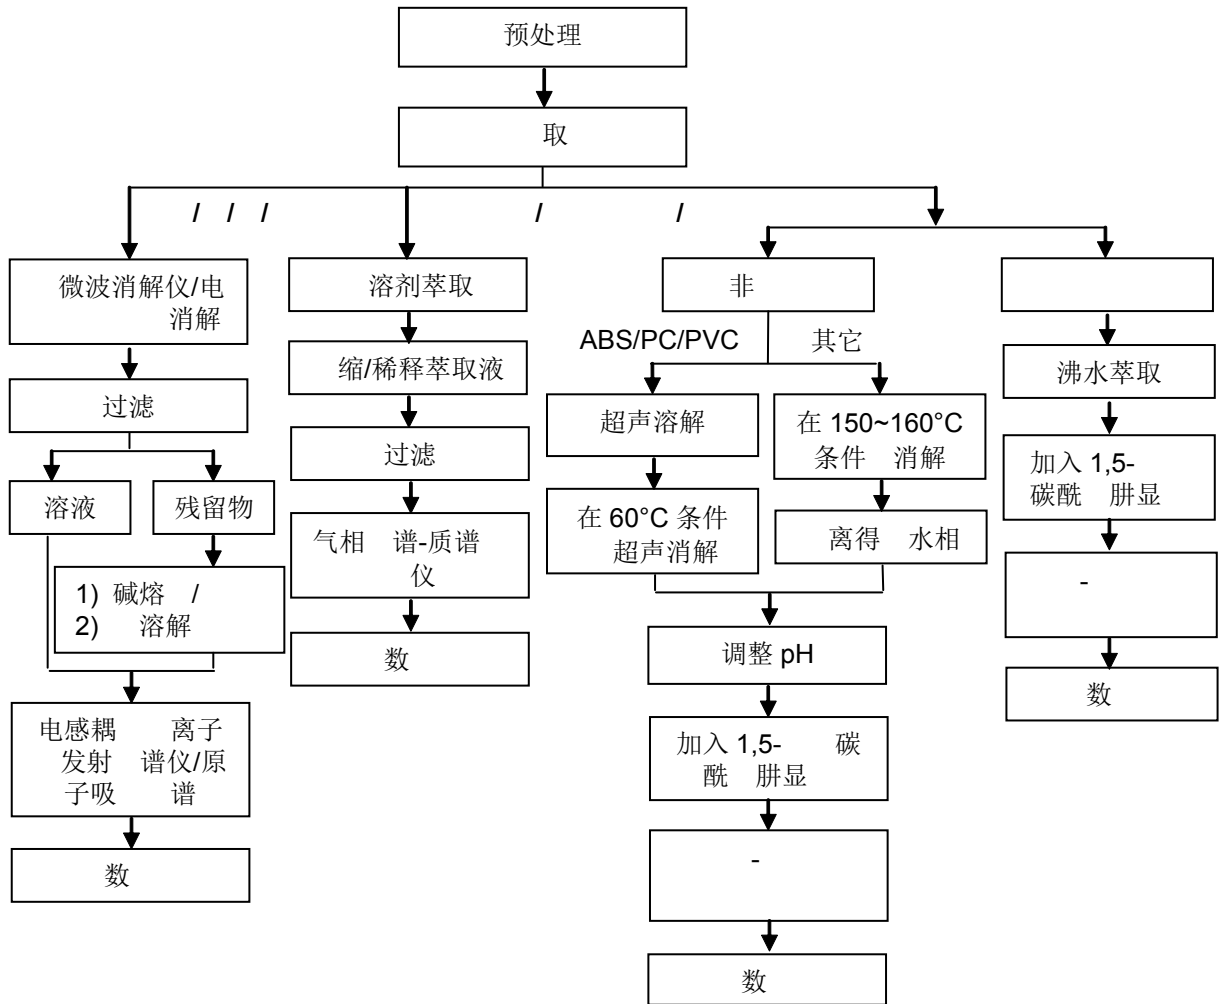 预处理
取
/ / /
/ /
微波消解仪/电
消解
过滤
溶液
残留物
1) 碱熔 /
2) 溶解
电感耦 离子
发射 谱仪/原
子吸 谱
数
溶剂萃取
缩/稀释萃取液
过滤
气相 谱-质谱
仪
数
非
ABS/PC/PVC
其它
超声溶解
在 60°C 条件
超声消解
在 150~160°C
条件 消解
离得 水相
调整 pH
加入 1,5- 碳
酰 肼显
-
数
沸水萃取
加入 1,5-
碳酰 肼显
-
数